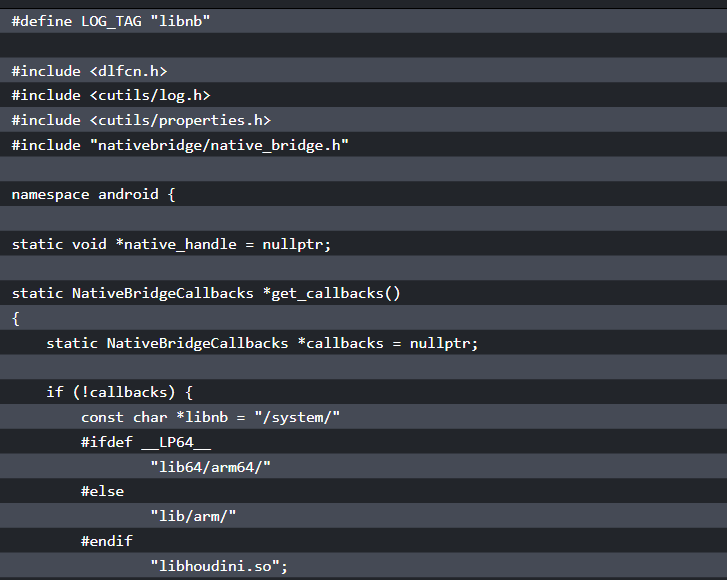 #define LOG_TAG "libnb"
#include <dlfcn.h>
#include <cutils/log.h>
#include <cutils/properties.h>
#include "nativebridge/native_bridge.h"
namespace android {
static void *native_handle = nullptr;
static NativeBridgeCallbacks *get_callbacks()
{
    static NativeBridgeCallbacks *callbacks = nullptr;
    if (!callbacks) {
        const char *libnb = "/system/"
        #ifdef __LP64__
                "lib64/arm64/"
        #else
                "lib/arm/"
        #endif
                "libhoudini.so";